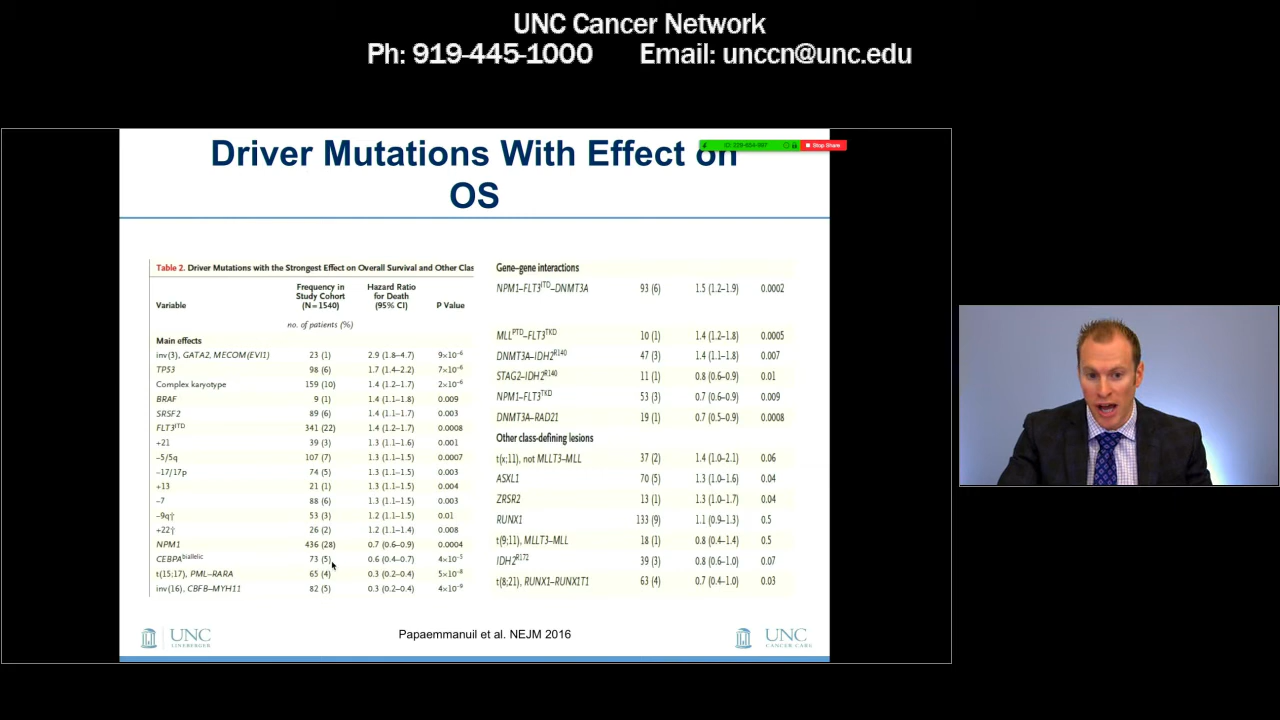 UNC Cancer Network
Ph: 919-445-1000 Email: unccn@unc.edu
Driver Mutations With Effect on
OS
Stop Share
Table 2. Driver Mutations with the Strongest Effect on Overall Survival and Other Clas
Variable Frequency in Study Cohort (N=1540) Hazard Ratio for Death (95% CI) P Value
no. of patients (%)
Main effects
inv(3), GATA2, MECOM(EVI1) 23 (1) 2.9 (1.8–4.7) 9×10⁻⁶
TP53 98 (6) 1.7 (1.4–2.2) 7×10⁻⁶
Complex karyotype 159 (10) 1.4 (1.2–1.7) 2×10⁻⁶
BRAF 9 (1) 1.4 (1.1–1.8) 0.009
SRSF2 89 (6) 1.4 (1.1–1.7) 0.003
FLT3ᴵᵀᴰ 341 (22) 1.4 (1.2–1.7) 0.0008
+21 39 (3) 1.3 (1.1–1.6) 0.001
−5/5q 107 (7) 1.3 (1.1–1.5) 0.0007
−17/17p 74 (5) 1.3 (1.1–1.5) 0.003
+13 21 (1) 1.3 (1.1–1.5) 0.004
−7 88 (6) 1.3 (1.1–1.5) 0.003
−9q† 53 (3) 1.2 (1.1–1.5) 0.01
+22† 26 (2) 1.2 (1.1–1.4) 0.008
NPM1 436 (28) 0.7 (0.6–0.9) 0.0004
CEBPA biallelic 73 (5) 0.6 (0.4–0.7) 4×10⁻⁵
t(15;17), PML–RARA 65 (4) 0.3 (0.2–0.4) 5×10⁻⁸
inv(16), CBFB–MYH11 82 (5) 0.3 (0.2–0.4) 4×10⁻⁹
Gene–gene interactions
NPM1–FLT3ᴵᵀᴰ–DNMT3A 93 (6) 1.5 (1.2–1.9) 0.0002
MLLᴾᵀᴰ–FLT3ᵀᴷᴰ 10 (1) 1.4 (1.2–1.8) 0.0005
DNMT3A–IDH2ᴿ¹⁴⁰ 47 (3) 1.4 (1.1–1.8) 0.007
STAG2–IDH2ᴿ¹⁴⁰ 11 (1) 0.8 (0.6–0.9) 0.01
NPM1–FLT3ᵀᴷᴰ 53 (3) 0.7 (0.6–0.9) 0.009
DNMT3A–RAD21 19 (1) 0.7 (0.5–0.9) 0.0008
Other class-defining lesions
t(x;11), not MLLT3–MLL 37 (2) 1.4 (1.0–2.1) 0.06
ASXL1 70 (5) 1.3 (1.0–1.6) 0.04
ZRSR2 13 (1) 1.3 (1.0–1.7) 0.04
RUNX1 133 (9) 1.1 (0.9–1.3) 0.5
t(9;11), MLLT3–MLL 18 (1) 0.8 (0.4–1.4) 0.5
IDH2ᴿ¹⁷² 39 (3) 0.8 (0.6–1.0) 0.07
t(8;21), RUNX1–RUNX1T1 63 (4) 0.7 (0.4–1.0) 0.03
Papaemmanuil et al. NEJM 2016
UNC
LINEBERGER
UNC
CANCER CARE